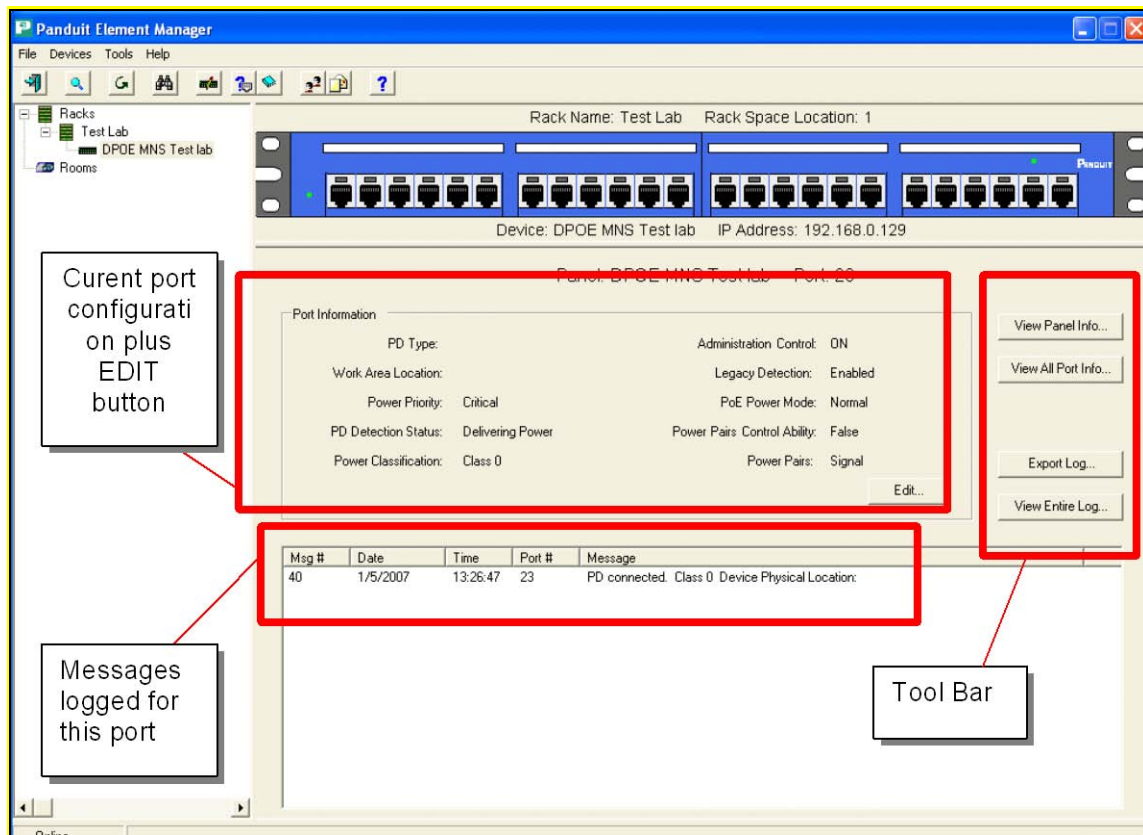 Panduit Element Manager
File Devices Tools Help
Racks
Test Lab
DPOE MNS Test lab
Rooms
Rack Name: Test Lab Rack Space Location: 1
PANDUIT
Device: DPOE MNS Test lab IP Address: 192.168.0.129
Panel: DPOE MNS Test lab Port:
Curent port
configurati
on plus
EDIT
button
Port Information
PD Type:
Work Area Location:
Power Priority: Critical
PD Detection Status: Delivering Power
Power Classification: Class 0
Administration Control: ON
Legacy Detection: Enabled
PoE Power Mode: Normal
Power Pairs Control Ability: False
Power Pairs: Signal
Edit...
View Panel Info...
View All Port Info...
Export Log...
View Entire Log...
Msg # Date Time Port # Message
40 1/5/2007 13:26:47 23 PD connected. Class 0 Device Physical Location:
Messages
logged for
this port
Tool Bar
Online